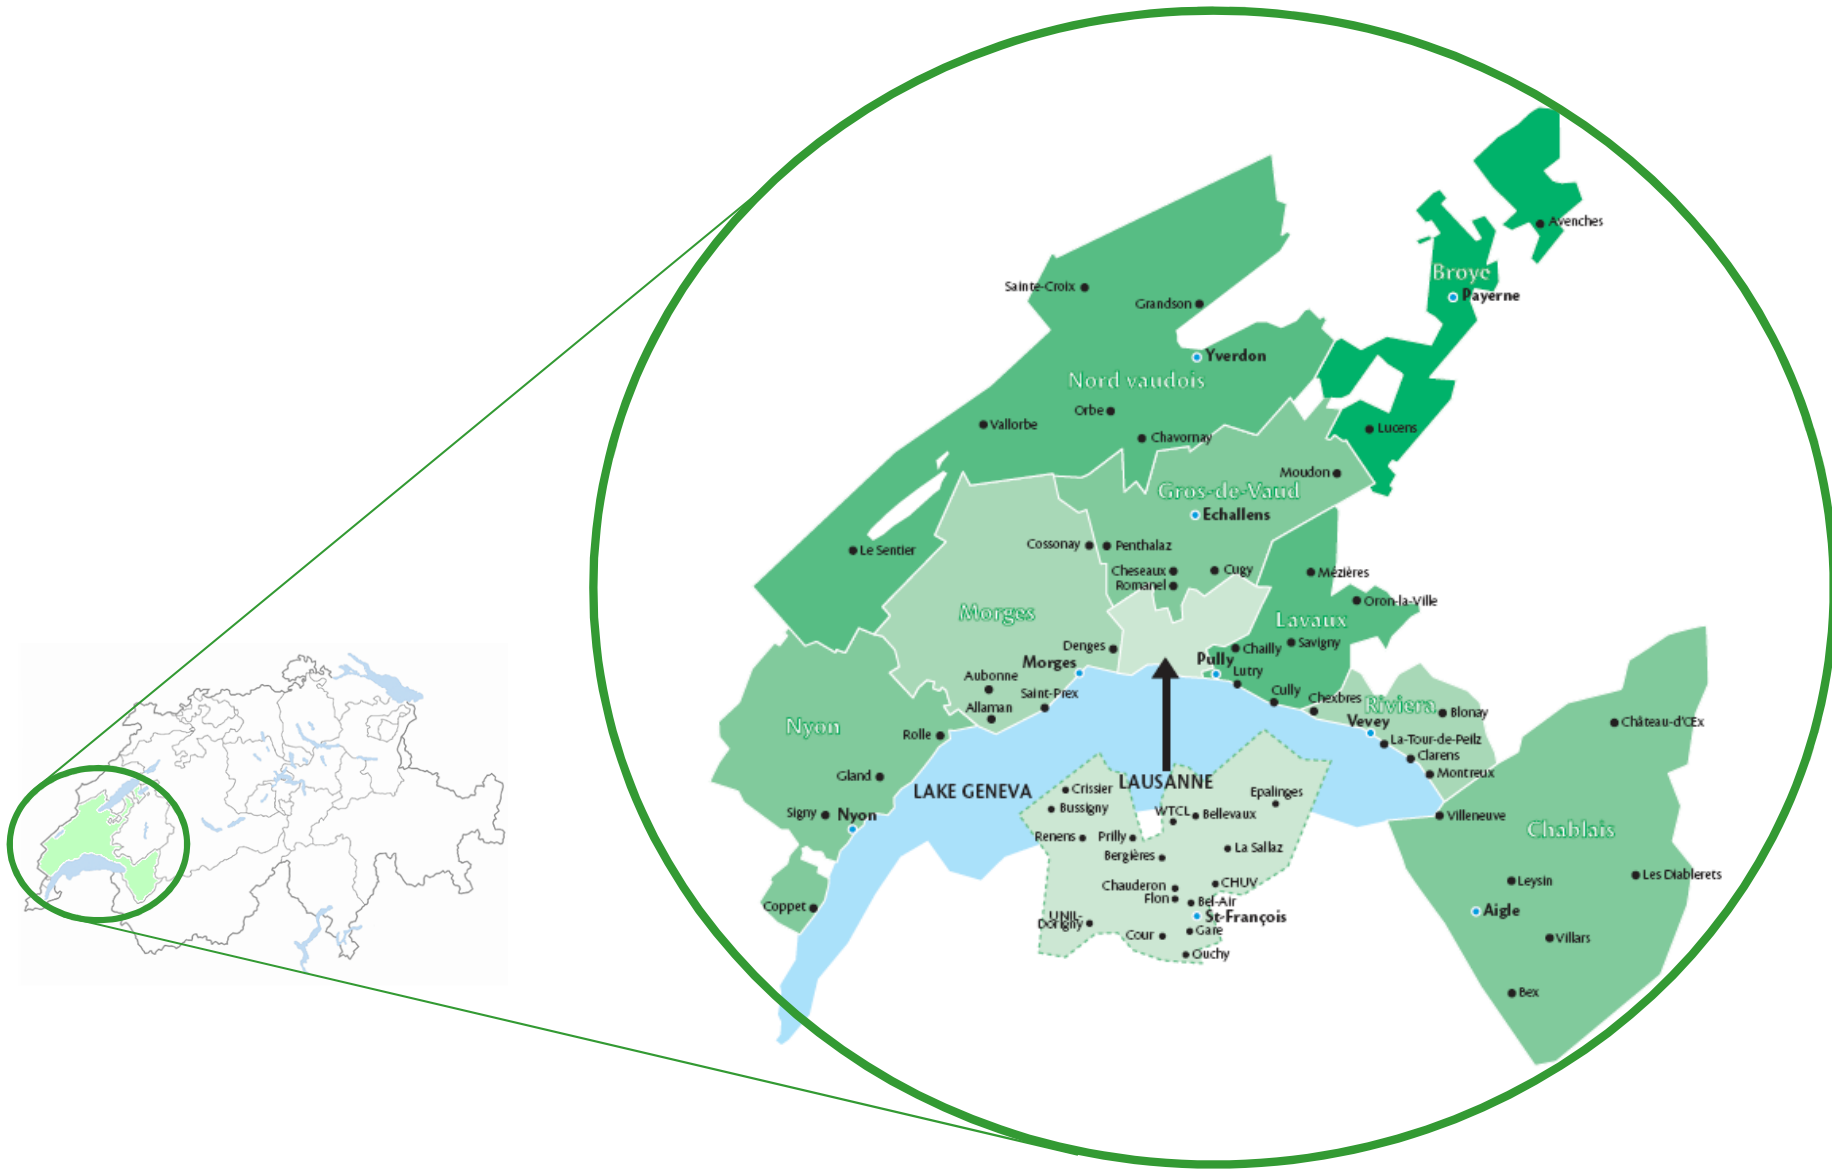 Avenches
Broye
Payerne
Sainte-Croix
Grandson
Yverdon
Nord vaudois
Orbe
Vallorbe
Chavornay
Lucens
Moudon
Gros-de-Vaud
Echallens
Le Sentier
Cossonay
Penthalaz
Cheseaux
Cugy
Romanel
Mézières
Oron-la-Ville
Morges
Lavaux
Denges
Savigny
Chailly
Morges
Pully
Lutry
Aubonne
Saint-Prex
Cully
Chexbres
Allaman
Riviera
Blonay
Nyon
Rolle
Vevey
Château-d'Œx
La-Tour-de-Peilz
Clarens
Gland
Montreux
LAKE GENEVA
LAUSANNE
Crissier
Epalinges
Signy
Nyon
Bussigny
WTCL
Bellevaux
Villeneuve
Chablais
Renens
Prilly
Bergières
La Sallaz
Les Diablerets
Leysin
Chauderon
CHUV
Flon
Bel-Air
Coppet
UNIL-
Dorigny
St-François
Aigle
Cour
Gare
Villars
Ouchy
Bex